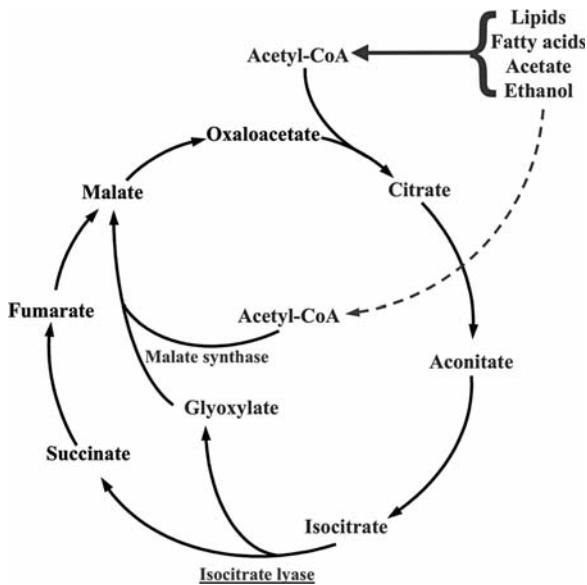 Lipids
Fatty acids
Acetate
Ethanol
Acetyl-CoA
Oxaloacetate
Citrate
Malate
Fumarate
Acetyl-CoA
Malate synthase
Aconitate
Glyoxylate
Succinate
Isocitrate
Isocitrate lyase